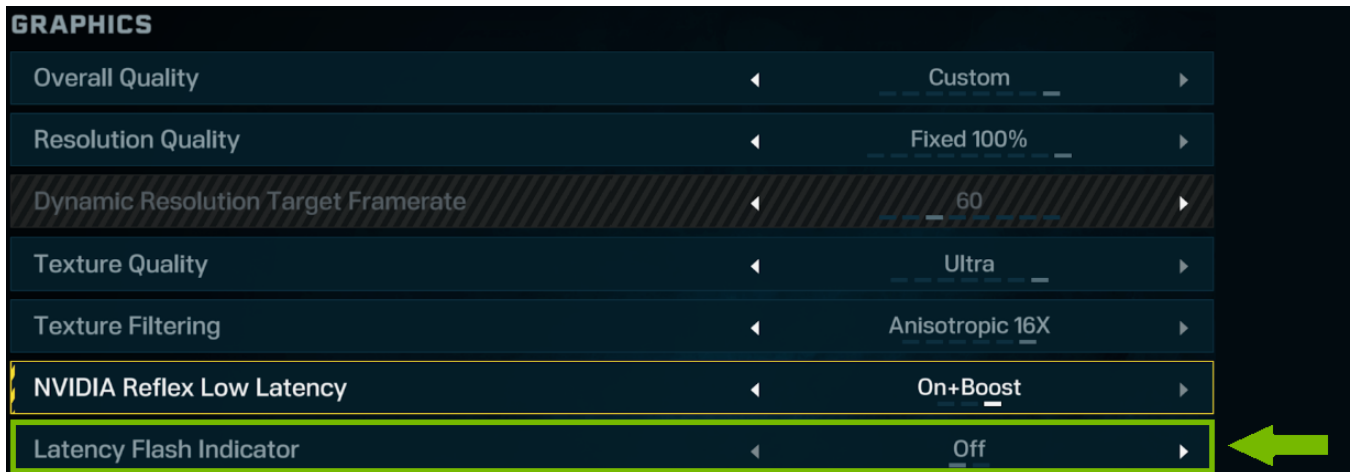 GRAPHICS
Overall Quality Custom
Resolution Quality Fixed 100%
Dynamic Resolution Target Framerate 60
Texture Quality Ultra
Texture Filtering Anisotropic 16X
NVIDIA Reflex Low Latency On+Boost
Latency Flash Indicator Off